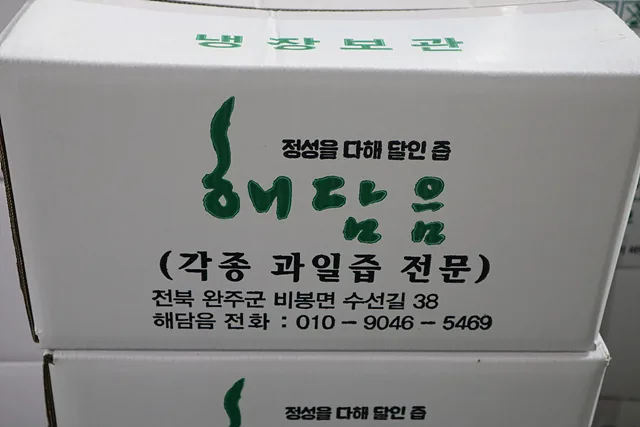 냉장보관
정성을 다해 달인 즙
해담음
(각종 과일즙 전문)
전북 완주군 비봉면 수선길 38
해담음 전화 : 010 - 9046 - 5469
정성을 다해 달인 즙